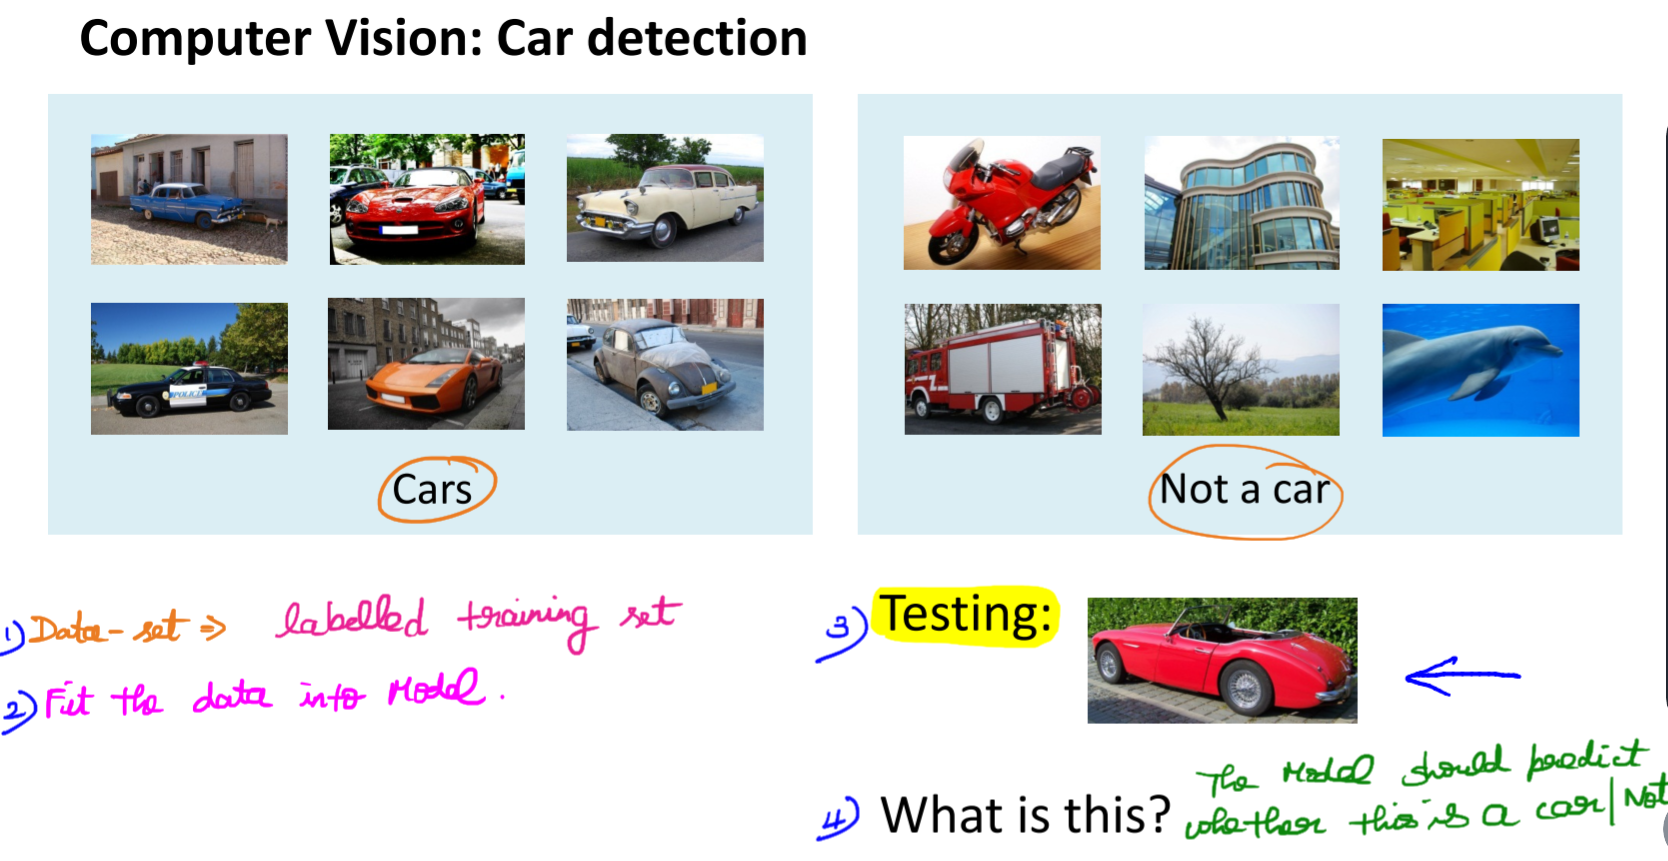 Computer Vision: Car detection
POLICE
Cars
Not a car
1) Data-set ⇒ labelled training set
2) Fit the data into Model.
3) Testing:
4) What is this? The Model should predict
whether this is a car/Not